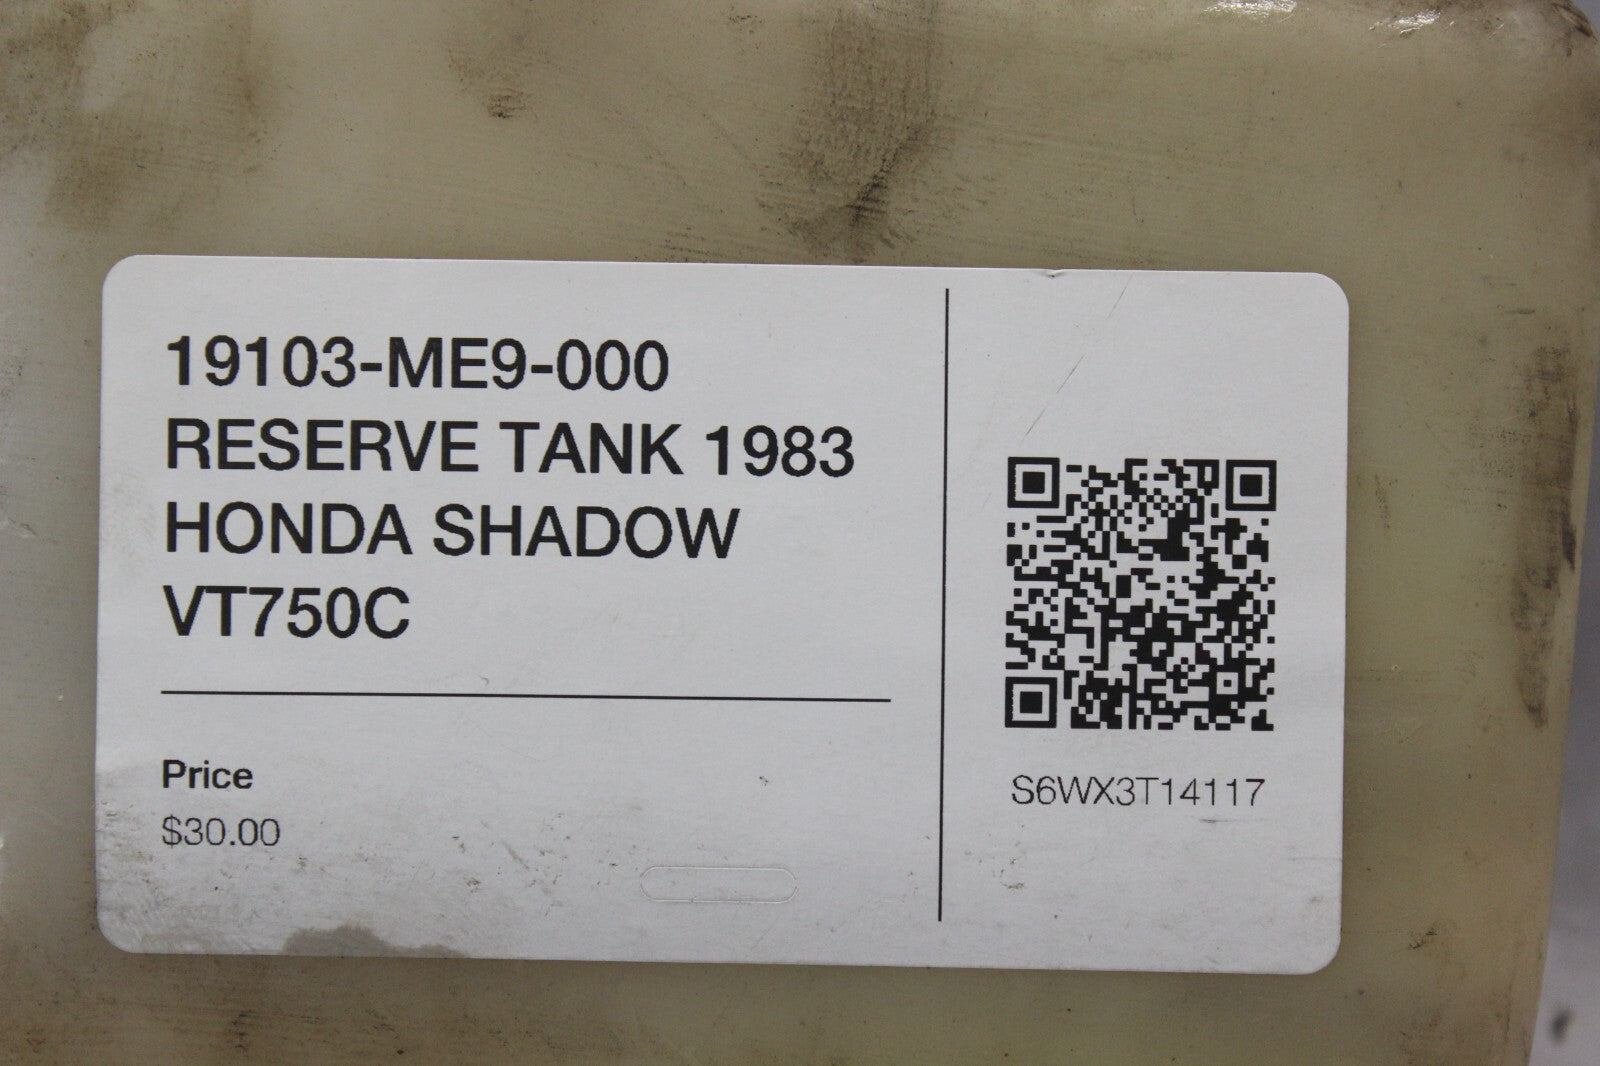 19103-ME9-000
RESERVE TANK 1983
HONDA SHADOW
VT750C
Price
$30.00
S6WX3T14117